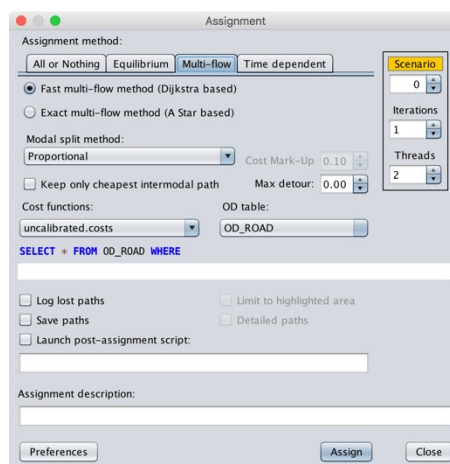 Assignment
Assignment method:
All or Nothing Equilibrium Multi-flow Time dependent
Scenario
0
Fast multi-flow method (Dijkstra based)
Exact multi-flow method (A Star based)
Iterations
1
Modal split method:
Proportional
Cost Mark-Up 0.10
Threads
2
Keep only cheapest intermodal path
Max detour: 0.00
Cost functions:
OD table:
uncalibrated.costs
OD_ROAD
SELECT * FROM OD_ROAD WHERE
Log lost paths
Limit to highlighted area
Save paths
Detailed paths
Launch post-assignment script:
Assignment description:
Preferences
Assign
Close